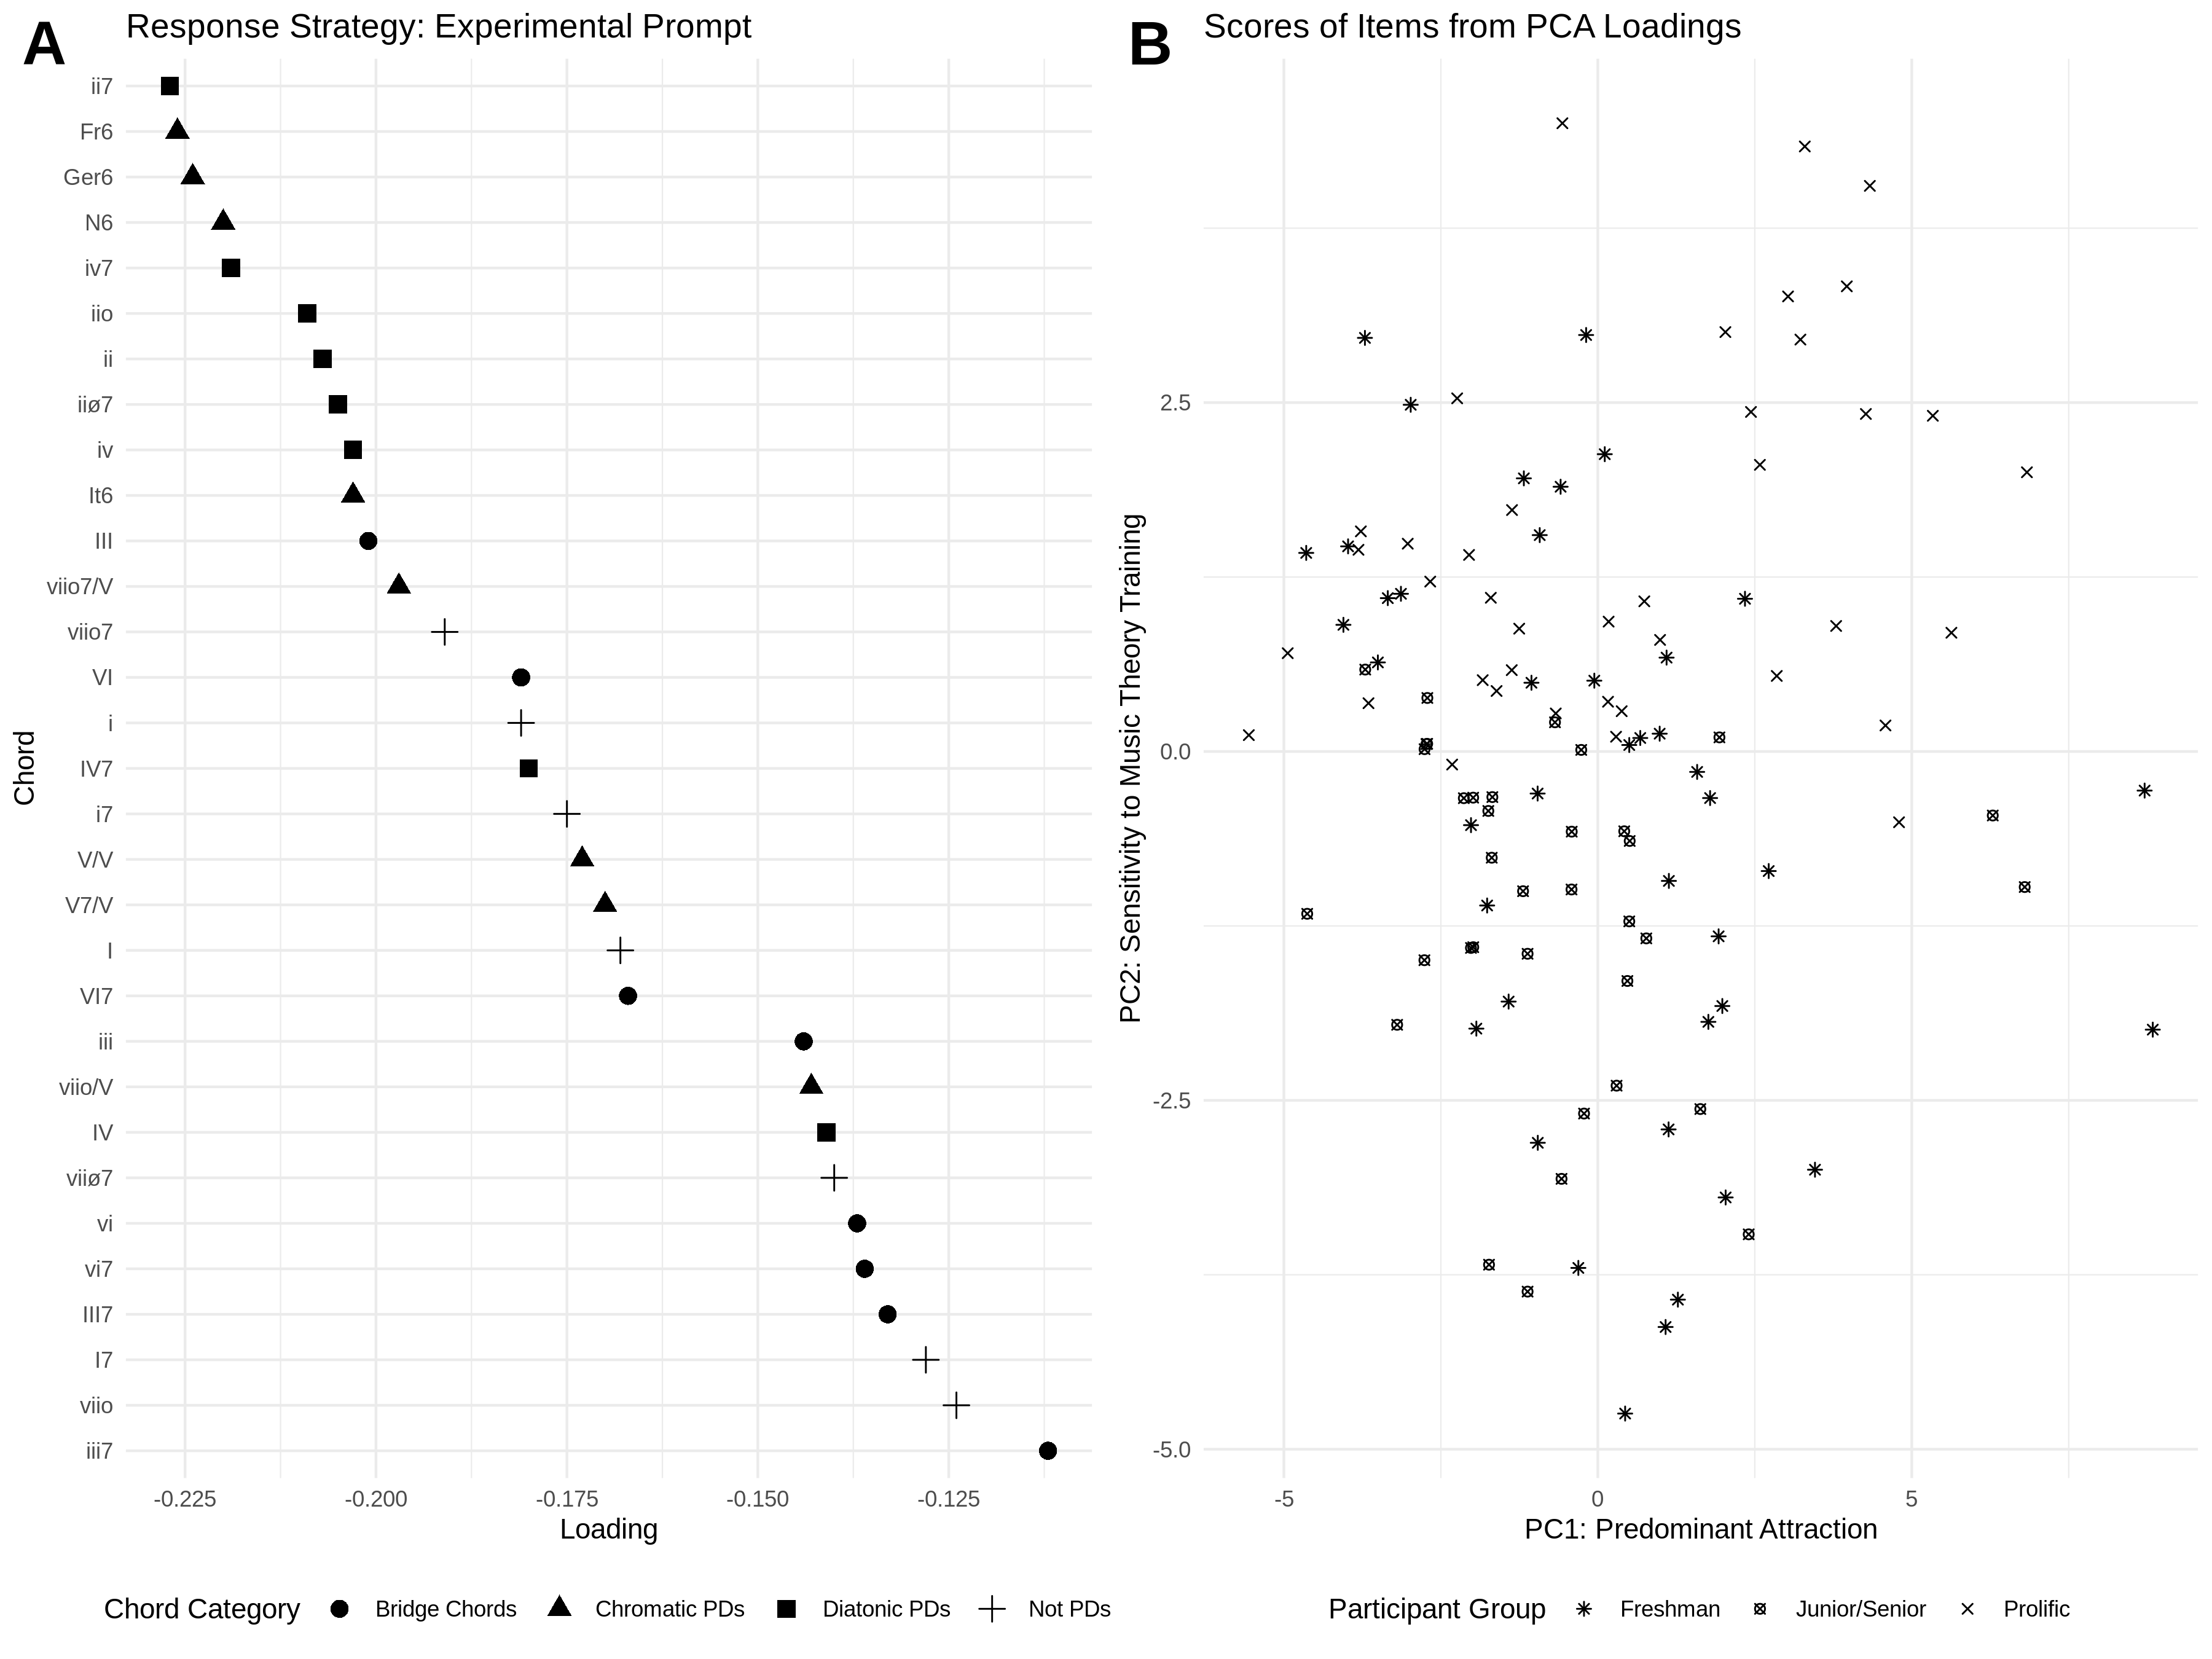 A
Response Strategy: Experimental Prompt
ii7
Fr6
Ger6
N6
iv7
iio
ii
iiø7
iv
It6
III
viio7/V
viio7
VI
i
IV7
i7
V/V
V7/V
I
VI7
iii
viio/V
IV
viiø7
vi
vi7
III7
I7
viio
iii7
Chord
-0.225 -0.200 -0.175 -0.150 -0.125
Loading
Chord Category Bridge Chords Chromatic PDs Diatonic PDs Not PDs
B
Scores of Items from PCA Loadings
PC2: Sensitivity to Music Theory Training
2.5
0.0
-2.5
-5.0
-5 0 5
PC1: Predominant Attraction
Participant Group Freshman Junior/Senior Prolific